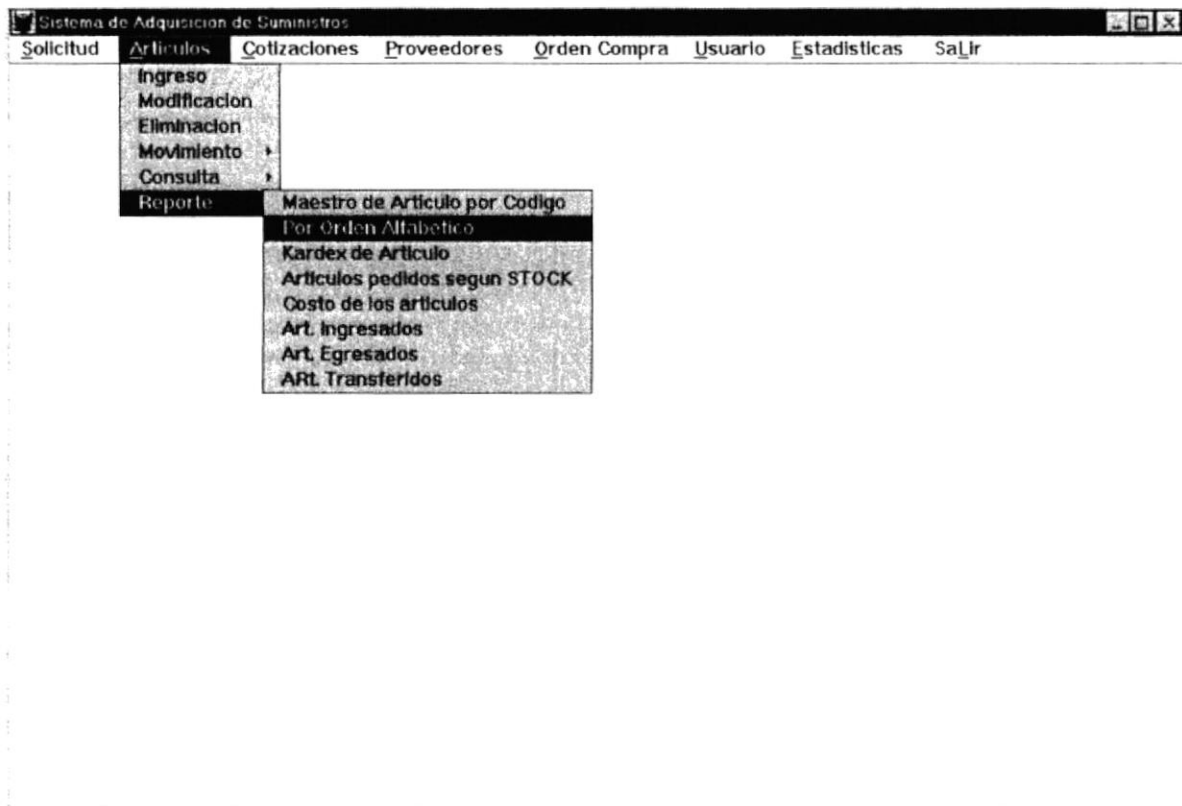 Sistema de Adquisicion de Suministros
Solicitud Articulos Cotizaciones Proveedores Orden Compra Usuario Estadisticas SaLir
Ingreso
Modificacion
Eliminacion
Movimiento
Consulta
Reporte
Maestro de Articulo por Codigo
Por Orden Alfabetico
Kardex de Articulo
Articulos pedidos segun STOCK
Costo de los articulos
Art. Ingresados
Art. Egresados
ARt. Transferidos